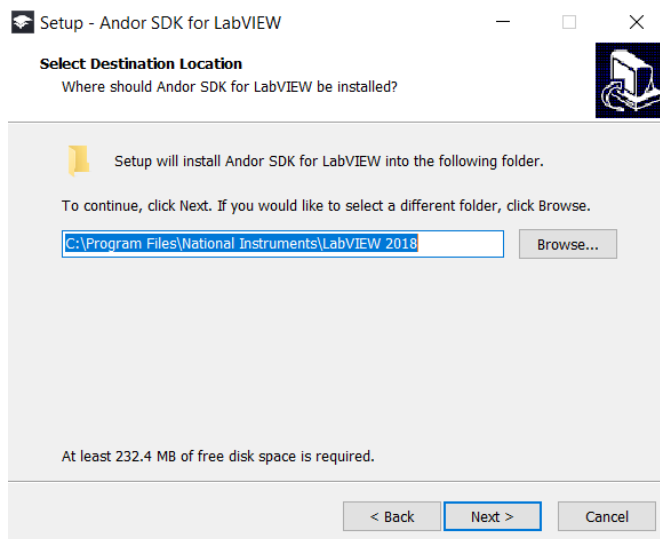 Setup - Andor SDK for LabVIEW
Select Destination Location
Where should Andor SDK for LabVIEW be installed?
Setup will install Andor SDK for LabVIEW into the following folder.
To continue, click Next. If you would like to select a different folder, click Browse.
C:\Program Files\National Instruments\LabVIEW 2018
Browse...
At least 232.4 MB of free disk space is required.
< Back
Next >
Cancel